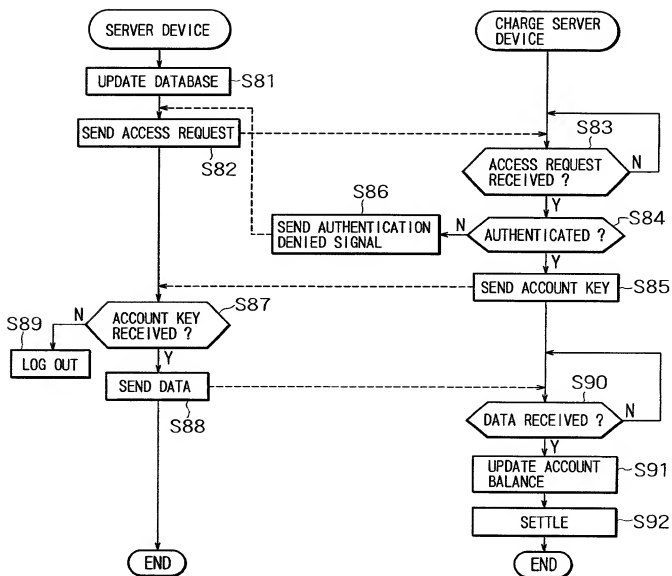 SERVER DEVICE
CHARGE SERVER
DEVICE
UPDATE DATABASE
S81
SEND ACCESS REQUEST
S82
S83
ACCESS REQUEST
RECEIVED ?
N
Y
S84
AUTHENTICATED ?
N
S86
SEND AUTHENTICATION
DENIED SIGNAL
Y
SEND ACCOUNT KEY
S85
S87
ACCOUNT KEY
RECEIVED ?
N
S89
LOG OUT
Y
SEND DATA
S88
S90
DATA RECEIVED ?
N
Y
UPDATE ACCOUNT
BALANCE
S91
SETTLE
S92
END
END